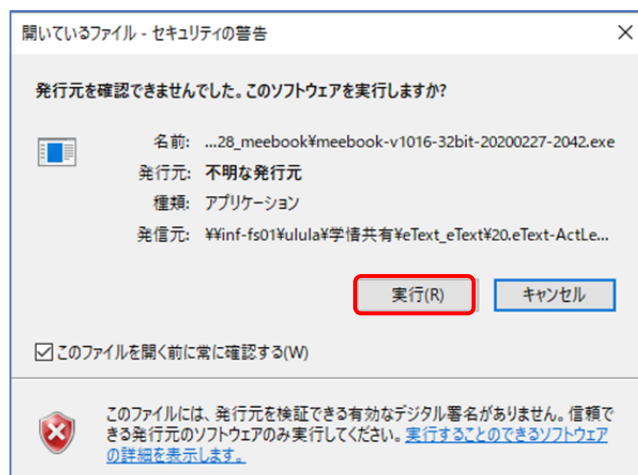 開いているファイル - セキュリティの警告
発行元を確認できませんでした。このソフトウェアを実行しますか?
名前: ...28_meebook¥meebook-v1016-32bit-20200227-2042.exe
発行元: 不明な発行元
種類: アプリケーション
発信元: ¥¥inf-fs01¥ulula¥学情共有¥eText_eText¥20.eText-ActLe...
実行(R) キャンセル
このファイルを開く前に常に確認する(W)
このファイルには、発行元を検証できる有効なデジタル署名がありません。信頼で
きる発行元のソフトウェアのみ実行してください。実行することのできるソフトウェア
の詳細を表示します。